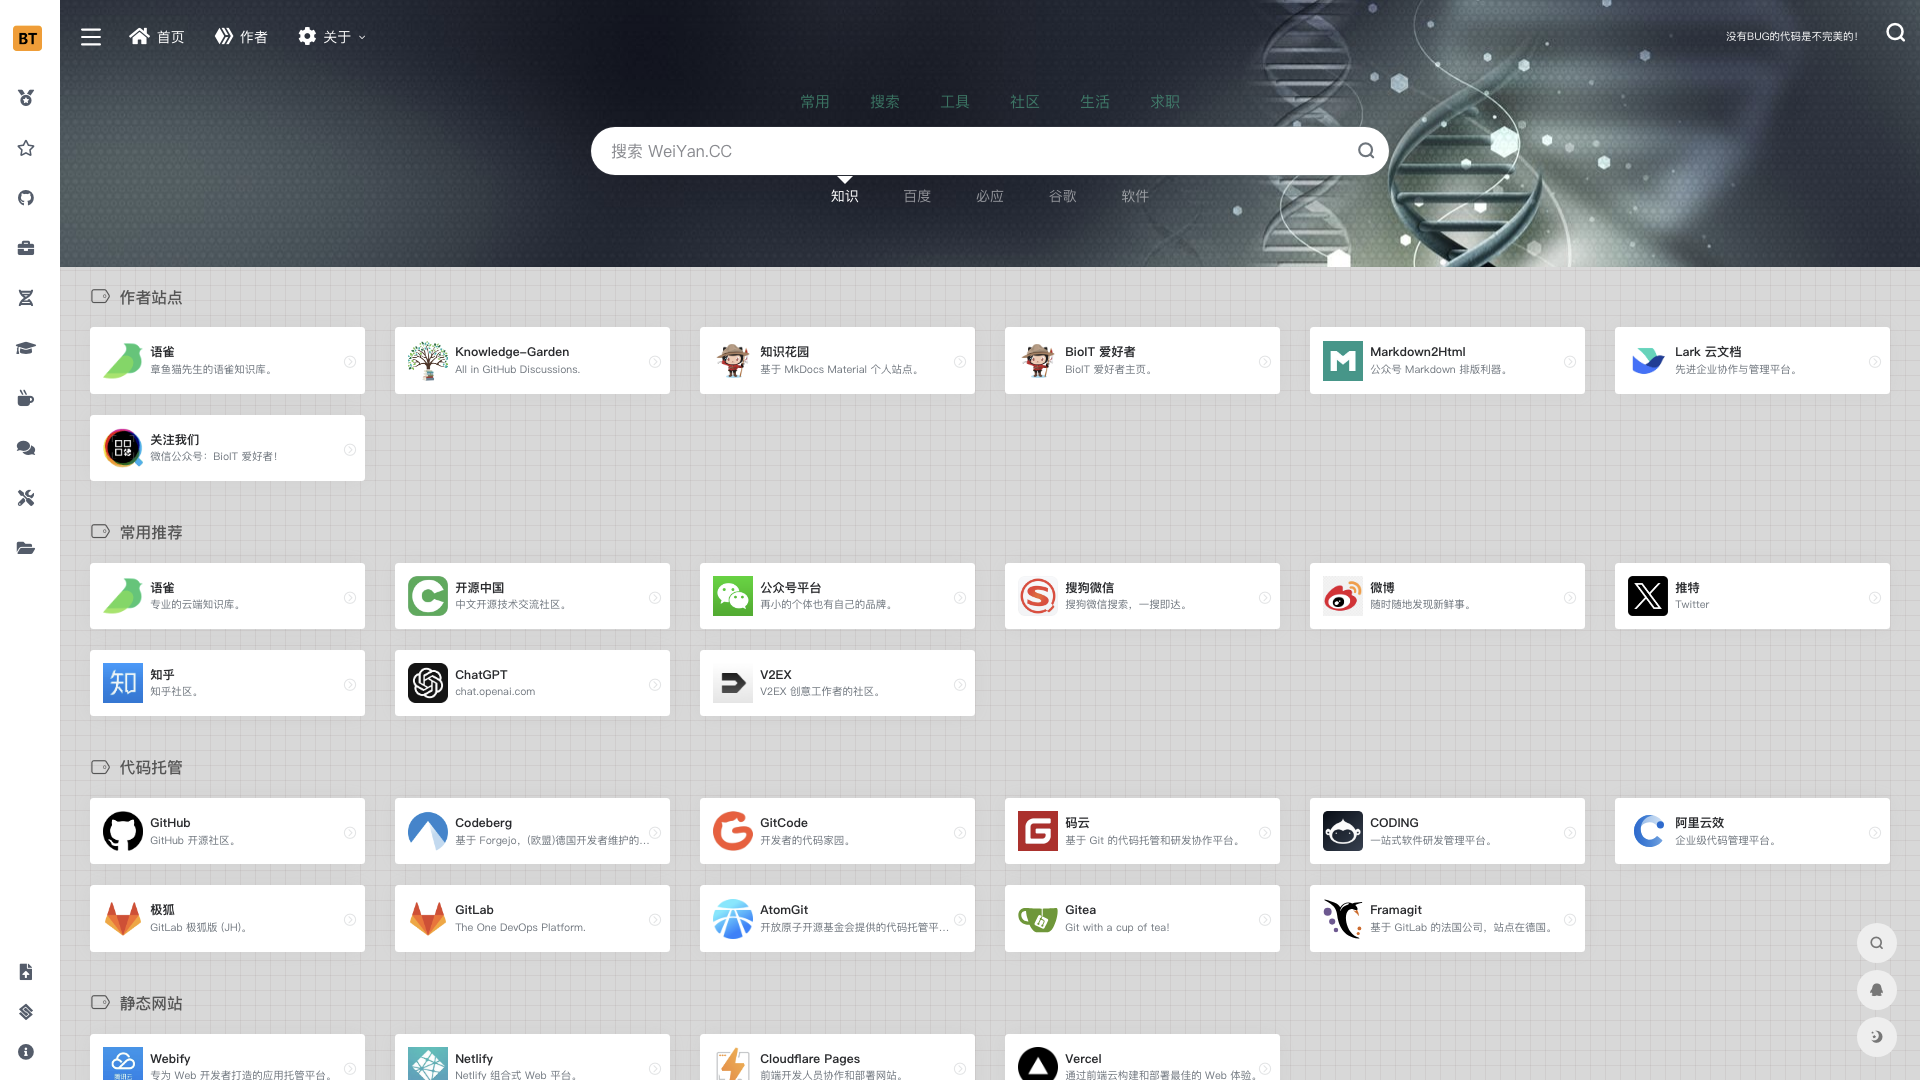 BT
首页
作者
关于
没有BUG的代码是不完美的！
常用
搜索
工具
社区
生活
求职
搜索 WeiYan.CC
知识
百度
必应
谷歌
软件
作者站点
语雀
章鱼猫先生的语雀知识库。
Knowledge-Garden
All in GitHub Discussions.
知识花园
基于 MkDocs Material 个人站点。
BioIT 爱好者
BioIT 爱好者主页。
Markdown2Html
公众号 Markdown 排版利器。
Lark 云文档
先进企业协作与管理平台。
关注我们
微信公众号：BioIT 爱好者！
常用推荐
语雀
专业的云端知识库。
开源中国
中文开源技术交流社区。
公众号平台
再小的个体也有自己的品牌。
搜狗微信
搜狗微信搜索，一搜即达。
微博
随时随地发现新鲜事。
推特
Twitter
知
知乎
知乎社区。
ChatGPT
chat.openai.com
V2EX
V2EX 创意工作者的社区。
代码托管
GitHub
GitHub 开源社区。
Codeberg
基于 Forgejo，(欧盟)德国开发者维护的...
GitCode
开发者的代码家园。
码云
基于 Git 的代码托管和研发协作平台。
CODING
一站式软件研发管理平台。
阿里云效
企业级代码管理平台。
极狐
GitLab 极狐版 (JH)。
GitLab
The One DevOps Platform.
AtomGit
开放原子开源基金会提供的代码托管平...
Gitea
Git with a cup of tea!
Framagit
基于 GitLab 的法国公司，站点在德国。
静态网站
腾讯云
Webify
专为 Web 开发者打造的应用托管平台。
Netlify
Netlify 组合式 Web 平台。
Cloudflare Pages
前端开发人员协作和部署网站。
Vercel
通过前端云构建和部署最佳的 Web 体验。